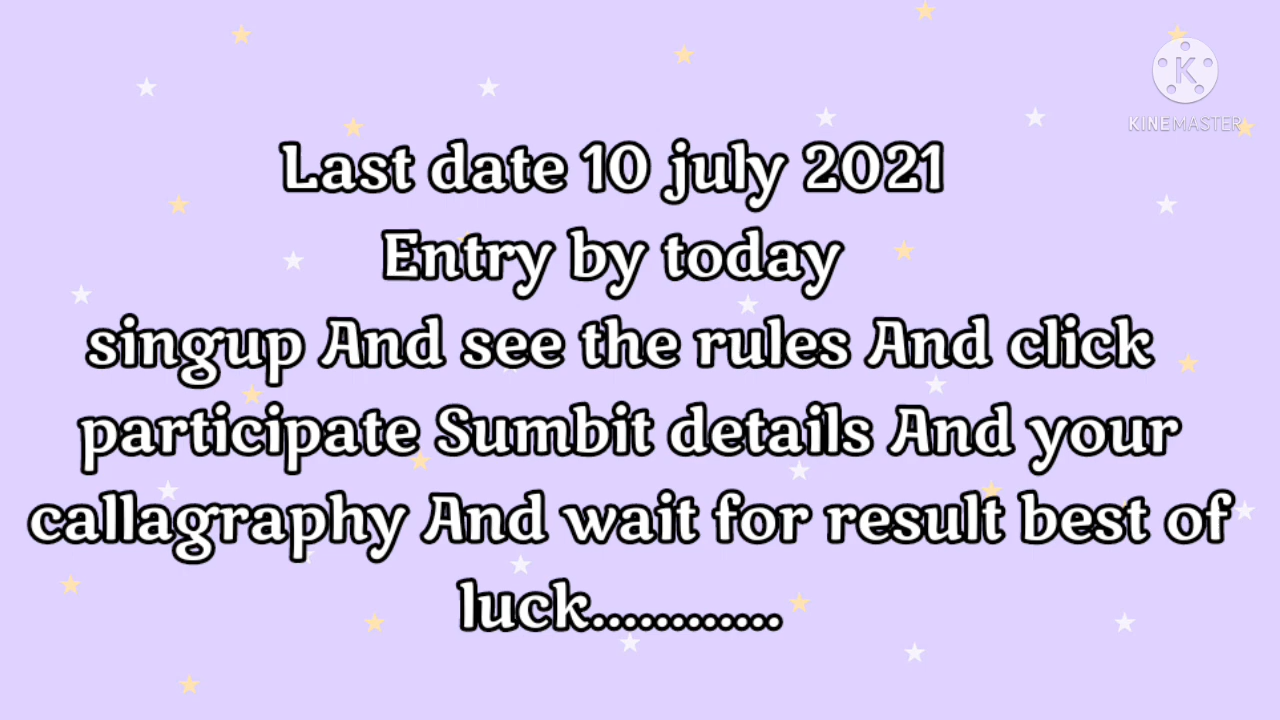 KINEMASTER
Last date 10 july 2021
Entry by today
singup And see the rules And click
participate Sumbit details And your
callagraphy And wait for result best of
luck............